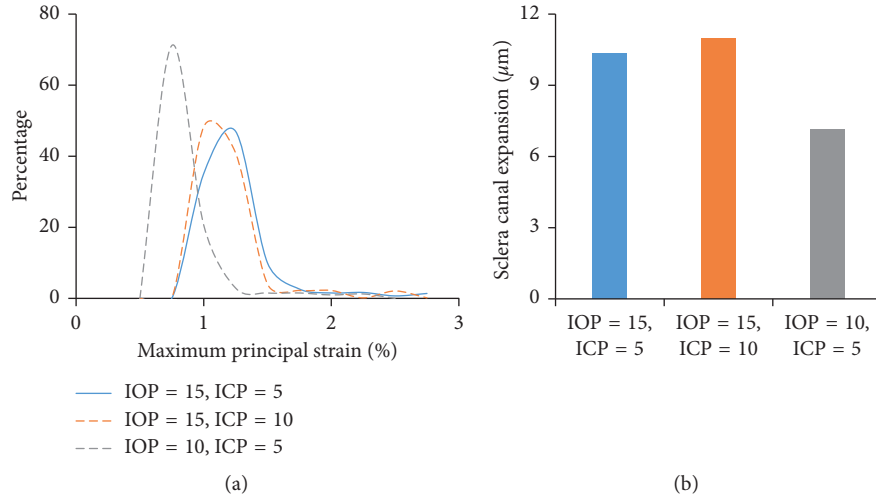 80
60
40
20
0
Percentage
0
1
2
3
Maximum principal strain (%)
IOP = 15, ICP = 5
IOP = 15, ICP = 10
IOP = 10, ICP = 5
(a)
12
9
6
3
0
Sclera canal expansion (μm)
IOP = 15,
ICP = 5
IOP = 15,
ICP = 10
IOP = 10,
ICP = 5
(b)